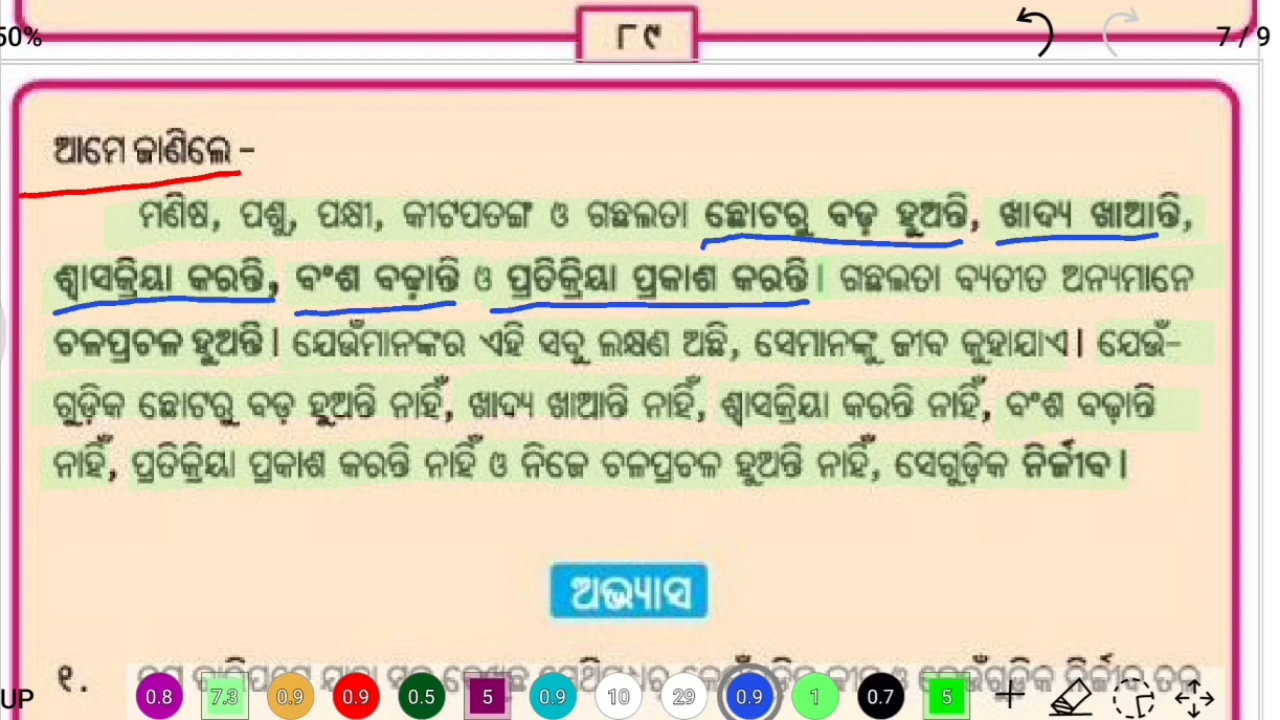 50%
୮୯
7 / 9
ଆମେ ଜାଣିଲେ –
ମଣିଷ, ପଶୁ, ପକ୍ଷୀ, କୀଟପତଙ୍ଗ ଓ ଗଛଲତା ଛୋଟରୁ ବଡ଼ ହୁଅନ୍ତି, ଖାଦ୍ୟ ଖାଆନ୍ତି,
ଶ୍ୱାସକ୍ରିୟା କରନ୍ତି, ବଂଶ ବଢ଼ାନ୍ତି ଓ ପ୍ରତିକ୍ରିୟା ପ୍ରକାଶ କରନ୍ତି। ଗଛଲତା ବ୍ୟତୀତ ଅନ୍ୟମାନେ
ଚଳପ୍ରଚଳ ହୁଅନ୍ତି। ଯେଉଁମାନଙ୍କର ଏହି ସବୁ ଲକ୍ଷଣ ଅଛି, ସେମାନଙ୍କୁ ଜୀବ କୁହାଯାଏ। ଯେଉଁ-
ଗୁଡ଼ିକ ଛୋଟରୁ ବଡ଼ ହୁଅନ୍ତି ନାହିଁ, ଖାଦ୍ୟ ଖାଆନ୍ତି ନାହିଁ, ଶ୍ୱାସକ୍ରିୟା କରନ୍ତି ନାହିଁ, ବଂଶ ବଢ଼ାନ୍ତି
ନାହିଁ, ପ୍ରତିକ୍ରିୟା ପ୍ରକାଶ କରନ୍ତି ନାହିଁ ଓ ନିଜେ ଚଳପ୍ରଚଳ ହୁଅନ୍ତି ନାହିଁ, ସେଗୁଡ଼ିକ ନିର୍ଜୀବ।
ଅଭ୍ୟାସ
୧.
UP 0.8 7.3 0.9 0.9 0.5 5 0.9 10 29 0.9 1 0.7 5